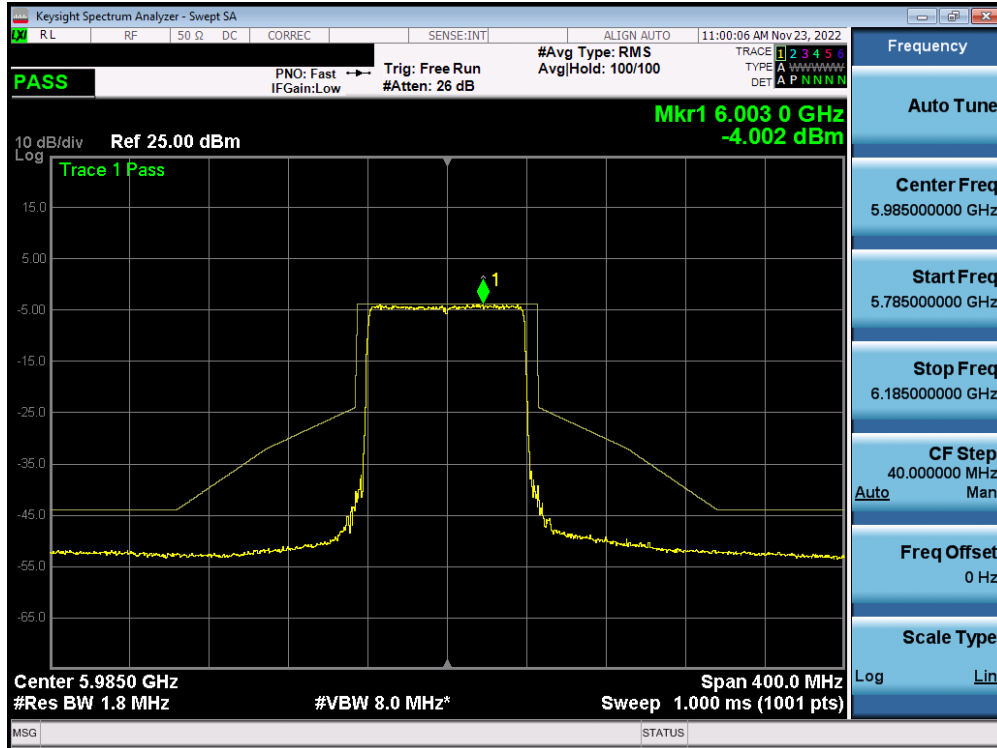 Keysight Spectrum Analyzer - Swept SA
LXI RL RF 50 Ω DC CORREC SENSE:INT ALIGN AUTO 11:00:06 AM Nov 23, 2022
PASS
PNO: Fast
IFGain:Low
Trig: Free Run
#Atten: 26 dB
#Avg Type: RMS
Avg|Hold: 100/100
TRACE 1 2 3 4 5 6
TYPE A WWWWW
DET A P N N N N
Mkr1 6.003 0 GHz
-4.002 dBm
10 dB/div Ref 25.00 dBm
Log
Trace 1 Pass
1
15.0
5.00
-5.00
-15.0
-25.0
-35.0
-45.0
-55.0
-65.0
Center 5.9850 GHz Span 400.0 MHz
#Res BW 1.8 MHz #VBW 8.0 MHz* Sweep 1.000 ms (1001 pts)
MSG STATUS
Frequency
Auto Tune
Center Freq
5.985000000 GHz
Start Freq
5.785000000 GHz
Stop Freq
6.185000000 GHz
CF Step
40.000000 MHz
Auto Man
Freq Offset
0 Hz
Scale Type
Log Lin